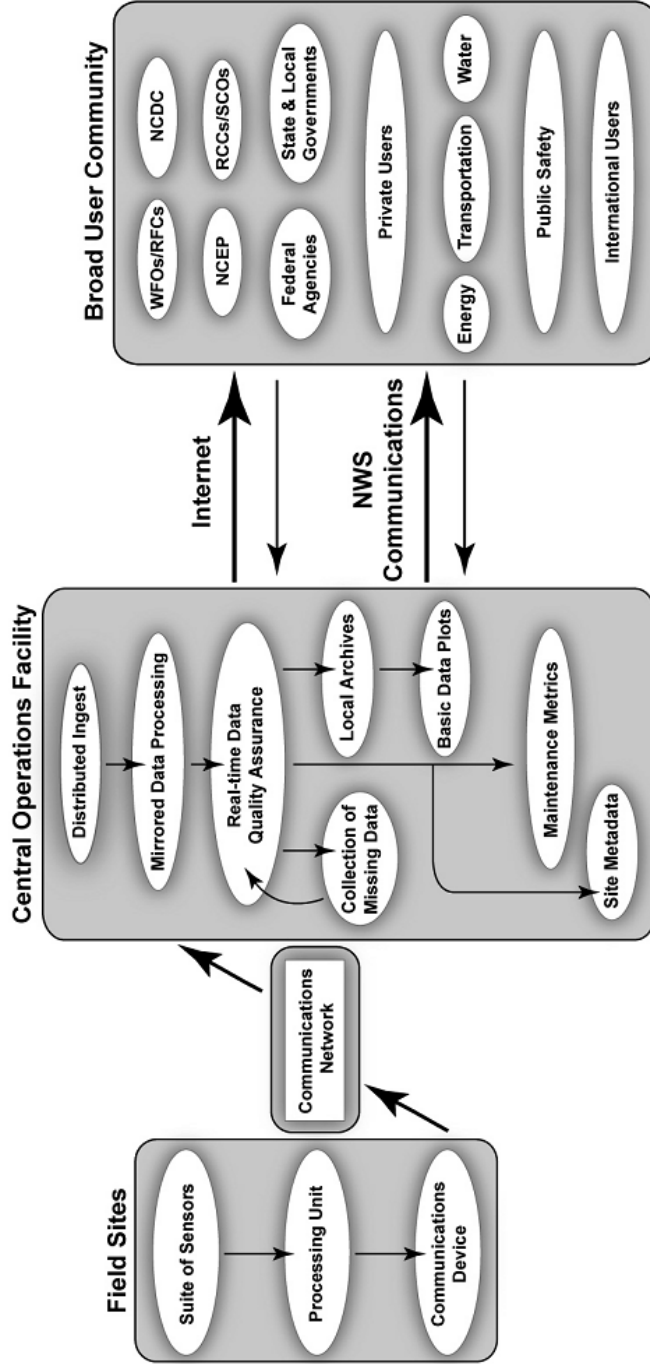 Field Sites
Suite of Sensors
Processing Unit
Communications
Device
Communications
Network
Central Operations Facility
Distributed Ingest
Mirrored Data Processing
Real-time Data
Quality Assurance
Collection of
Missing Data
Local Archives
Basic Data Plots
Maintenance Metrics
Site Metadata
Internet
NWS
Communications
Broad User Community
WFOs/RFCs
NCDC
NCEP
RCCs/SCOs
Federal
Agencies
State & Local
Governments
Private Users
Energy
Transportation
Water
Public Safety
International Users